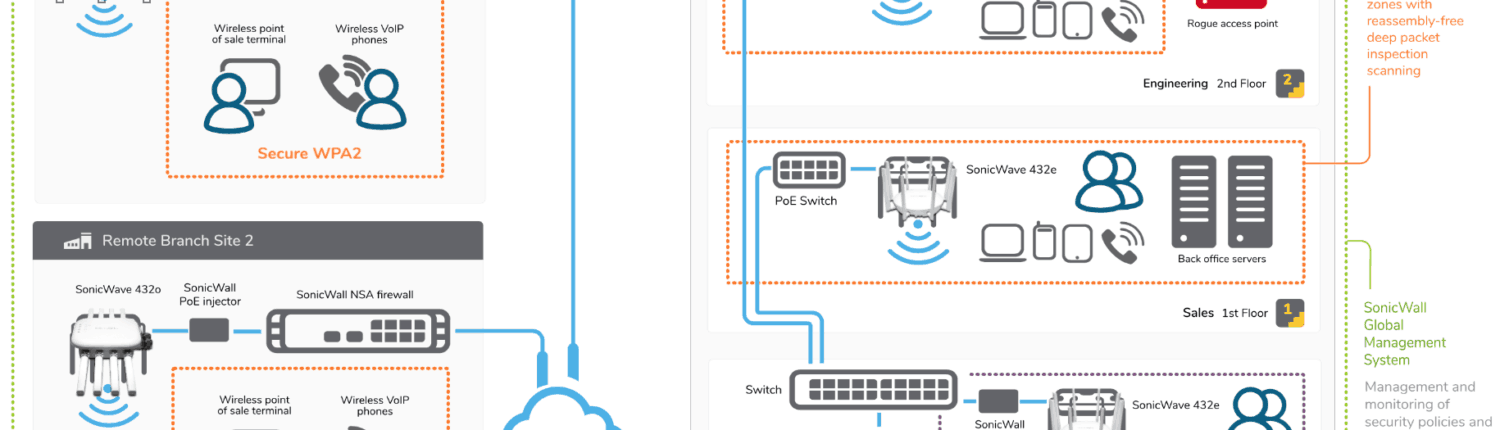 Wireless point
of sale terminal
Wireless VoIP
phones
Secure WPA2
Remote Branch Site 2
SonicWave 432o
SonicWall
PoE injector
SonicWall NSA firewall
Wireless point
of sale terminal
Wireless VoIP
phones
Rogue access point
Engineering 2nd Floor
2
PoE Switch
SonicWave 432e
Back office servers
Sales 1st Floor
1
Switch
SonicWall
SonicWave 432e
zones with
reassembly-free
deep packet
inspection
scanning
SonicWall
Global
Management
System
Management and
monitoring of
security policies and